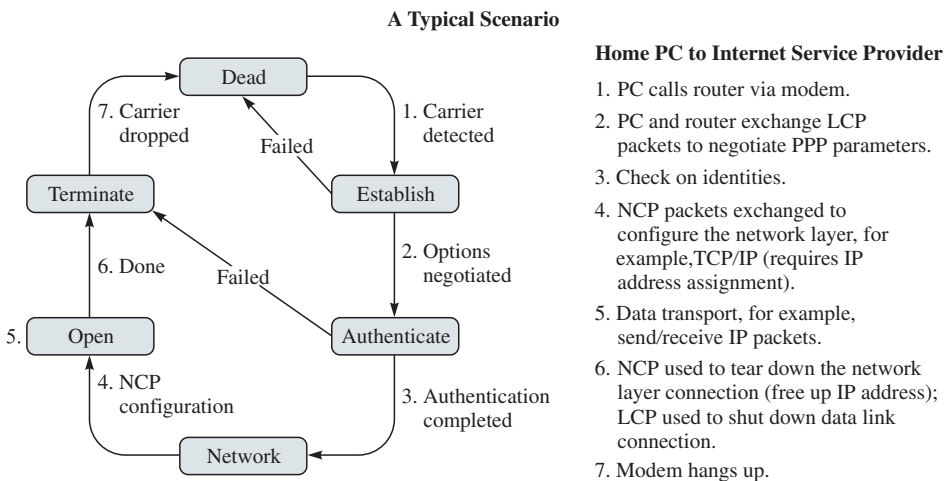 A Typical Scenario
Dead
7. Carrier
dropped
1. Carrier
detected
Failed
Terminate
Establish
2. Options
negotiated
6. Done
Failed
5.
Open
Authenticate
4. NCP
configuration
3. Authentication
completed
Network
Home PC to Internet Service Provider
1. PC calls router via modem.
2. PC and router exchange LCP
packets to negotiate PPP parameters.
3. Check on identities.
4. NCP packets exchanged to
configure the network layer, for
example,TCP/IP (requires IP
address assignment).
5. Data transport, for example,
send/receive IP packets.
6. NCP used to tear down the network
layer connection (free up IP address);
LCP used to shut down data link
connection.
7. Modem hangs up.